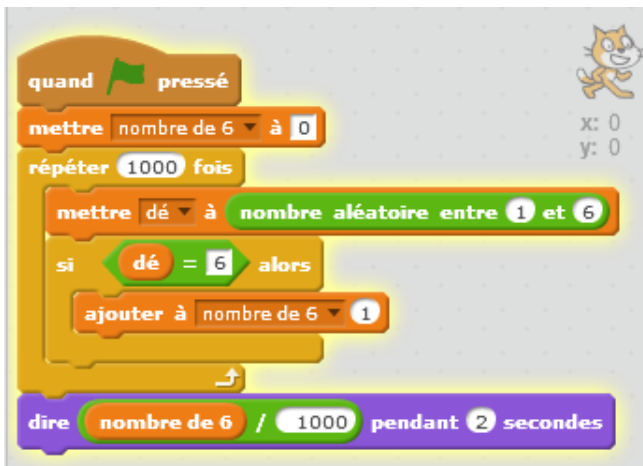 quand pressé
mettre nombre de 6 à 0
répéter 1000 fois
mettre dé à nombre aléatoire entre 1 et 6
si dé = 6 alors
ajouter à nombre de 6 1
dire nombre de 6 / 1000 pendant 2 secondes
x: 0
y: 0